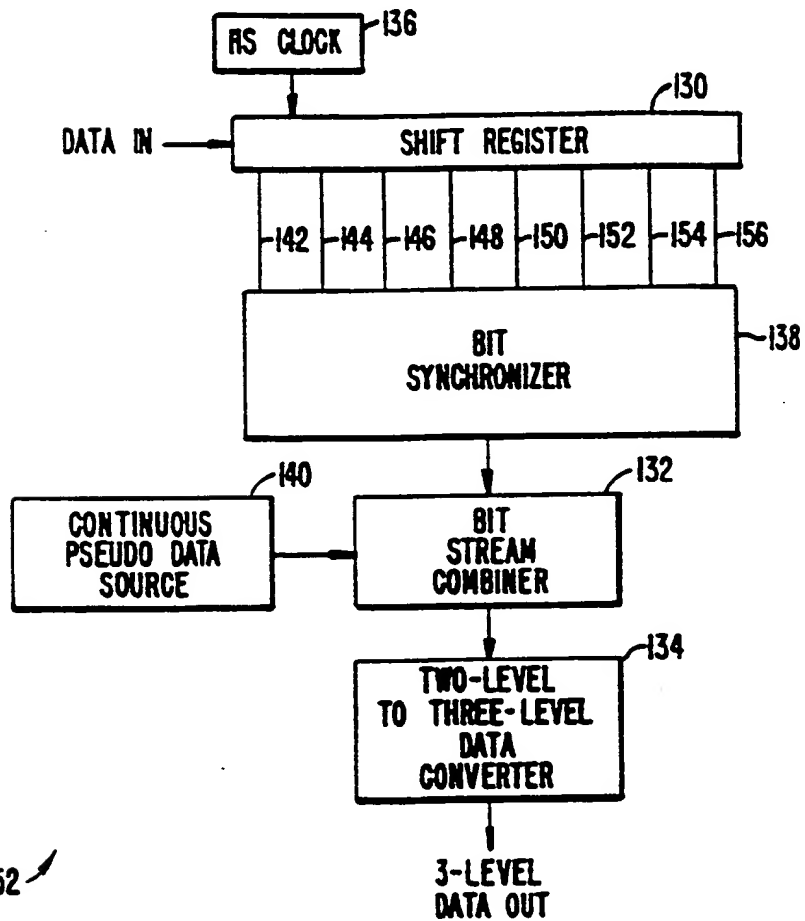 136
HS CLOCK
130
DATA IN
SHIFT REGISTER
142 144 146 148 150 152 154 156
BIT
SYNCHRONIZER
138
140
132
CONTINUOUS
PSEUDO DATA
SOURCE
BIT
STREAM
COMBINER
134
TWO-LEVEL
TO THREE-LEVEL
DATA
CONVERTER
3-LEVEL
DATA OUT